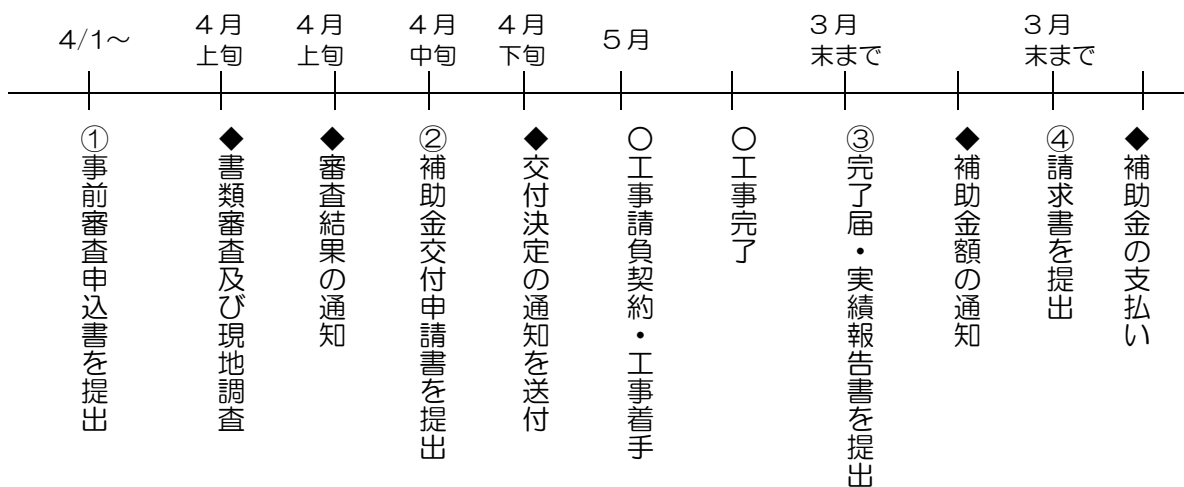 4/1~
4月
上旬
4月
上旬
4月
中旬
4月
下旬
5月
3月
末まで
3月
末まで
①事前審査申込書を提出
◆書類審査及び現地調査
◆審査結果の通知
②補助金交付申請書を提出
◆交付決定の通知を送付
○工事請負契約・工事着手
○工事完了
③完了届・実績報告書を提出
◆補助金額の通知
④請求書を提出
◆補助金の支払い